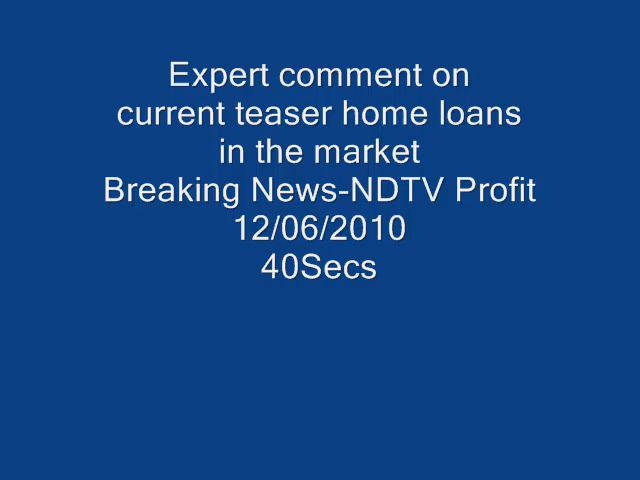 Expert comment on
current teaser home loans
in the market
Breaking News-NDTV Profit
12/06/2010
40Secs